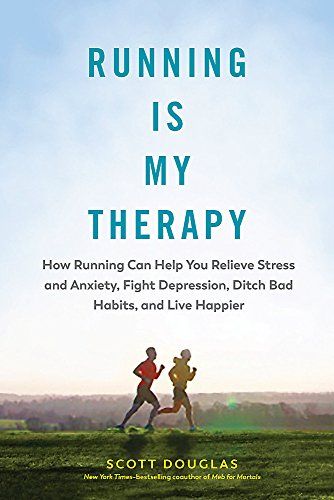 RUNNING
IS
MY
THERAPY
How Running Can Help You Relieve Stress
and Anxiety, Fight Depression, Ditch Bad
Habits, and Live Happier
SCOTT DOUGLAS
New York Times–bestselling coauthor of Meb for Mortals